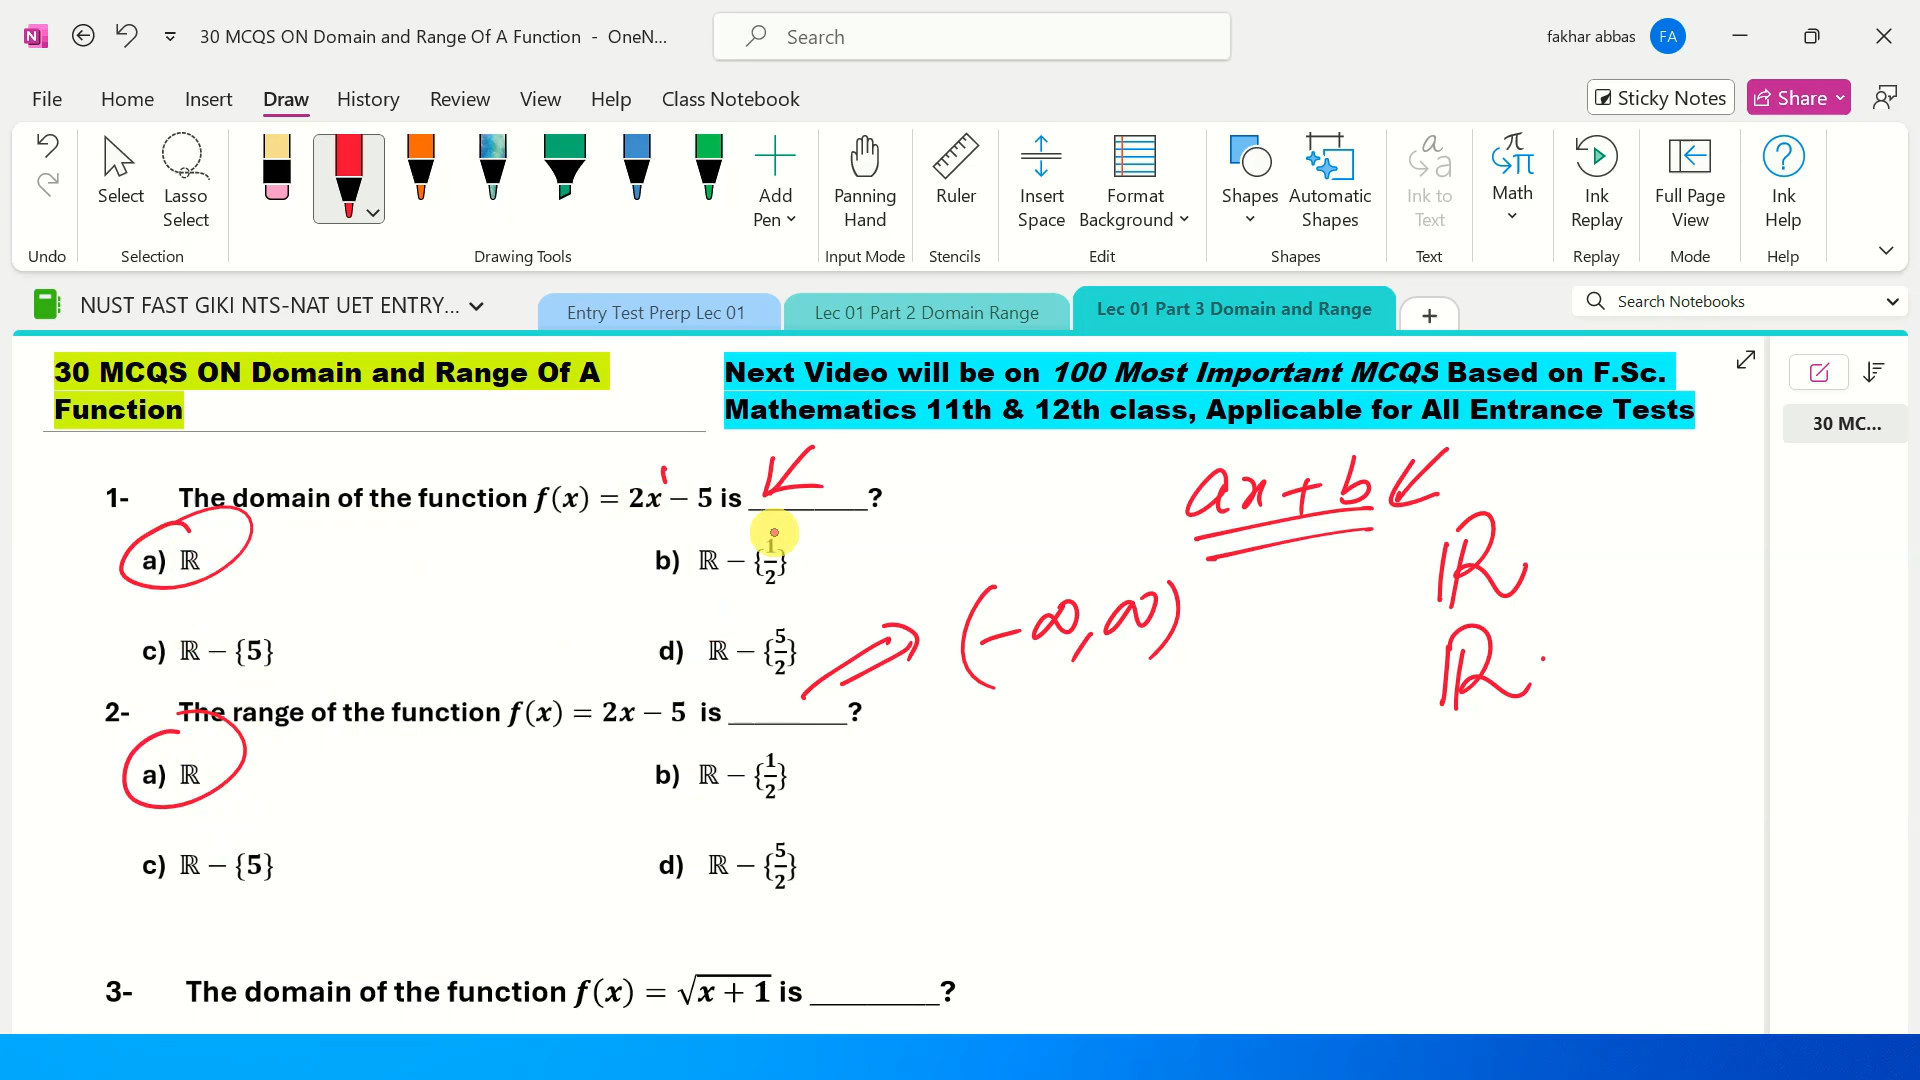 30 MCQS ON Domain and Range Of A Function - OneN...
Search
fakhar abbas
FA
File Home Insert Draw History Review View Help Class Notebook
Sticky Notes
Share
Select
Lasso Select
Add Pen
Panning Hand
Ruler
Insert Space
Format Background
Shapes
Automatic Shapes
Ink to Text
Math
Ink Replay
Full Page View
Ink Help
Undo Selection Drawing Tools Input Mode Stencils Edit Shapes Text Replay Mode Help
NUST FAST GIKI NTS-NAT UET ENTRY...
Entry Test Prerp Lec 01
Lec 01 Part 2 Domain Range
Lec 01 Part 3 Domain and Range
+
Search Notebooks
30 MC...
30 MCQS ON Domain and Range Of A
Function
Next Video will be on 100 Most Important MCQS Based on F.Sc.
Mathematics 11th & 12th class, Applicable for All Entrance Tests
1- The domain of the function f(x) = 2x - 5 is ________?
ax+b
a) ℝ b) ℝ − {1/2}
ℝ
(-∞, ∞)
c) ℝ − {5} d) ℝ − {5/2}
ℝ
2- The range of the function f(x) = 2x − 5 is ________?
a) ℝ b) ℝ − {1/2}
c) ℝ − {5} d) ℝ − {5/2}
3- The domain of the function f(x) = √(x + 1) is ________?